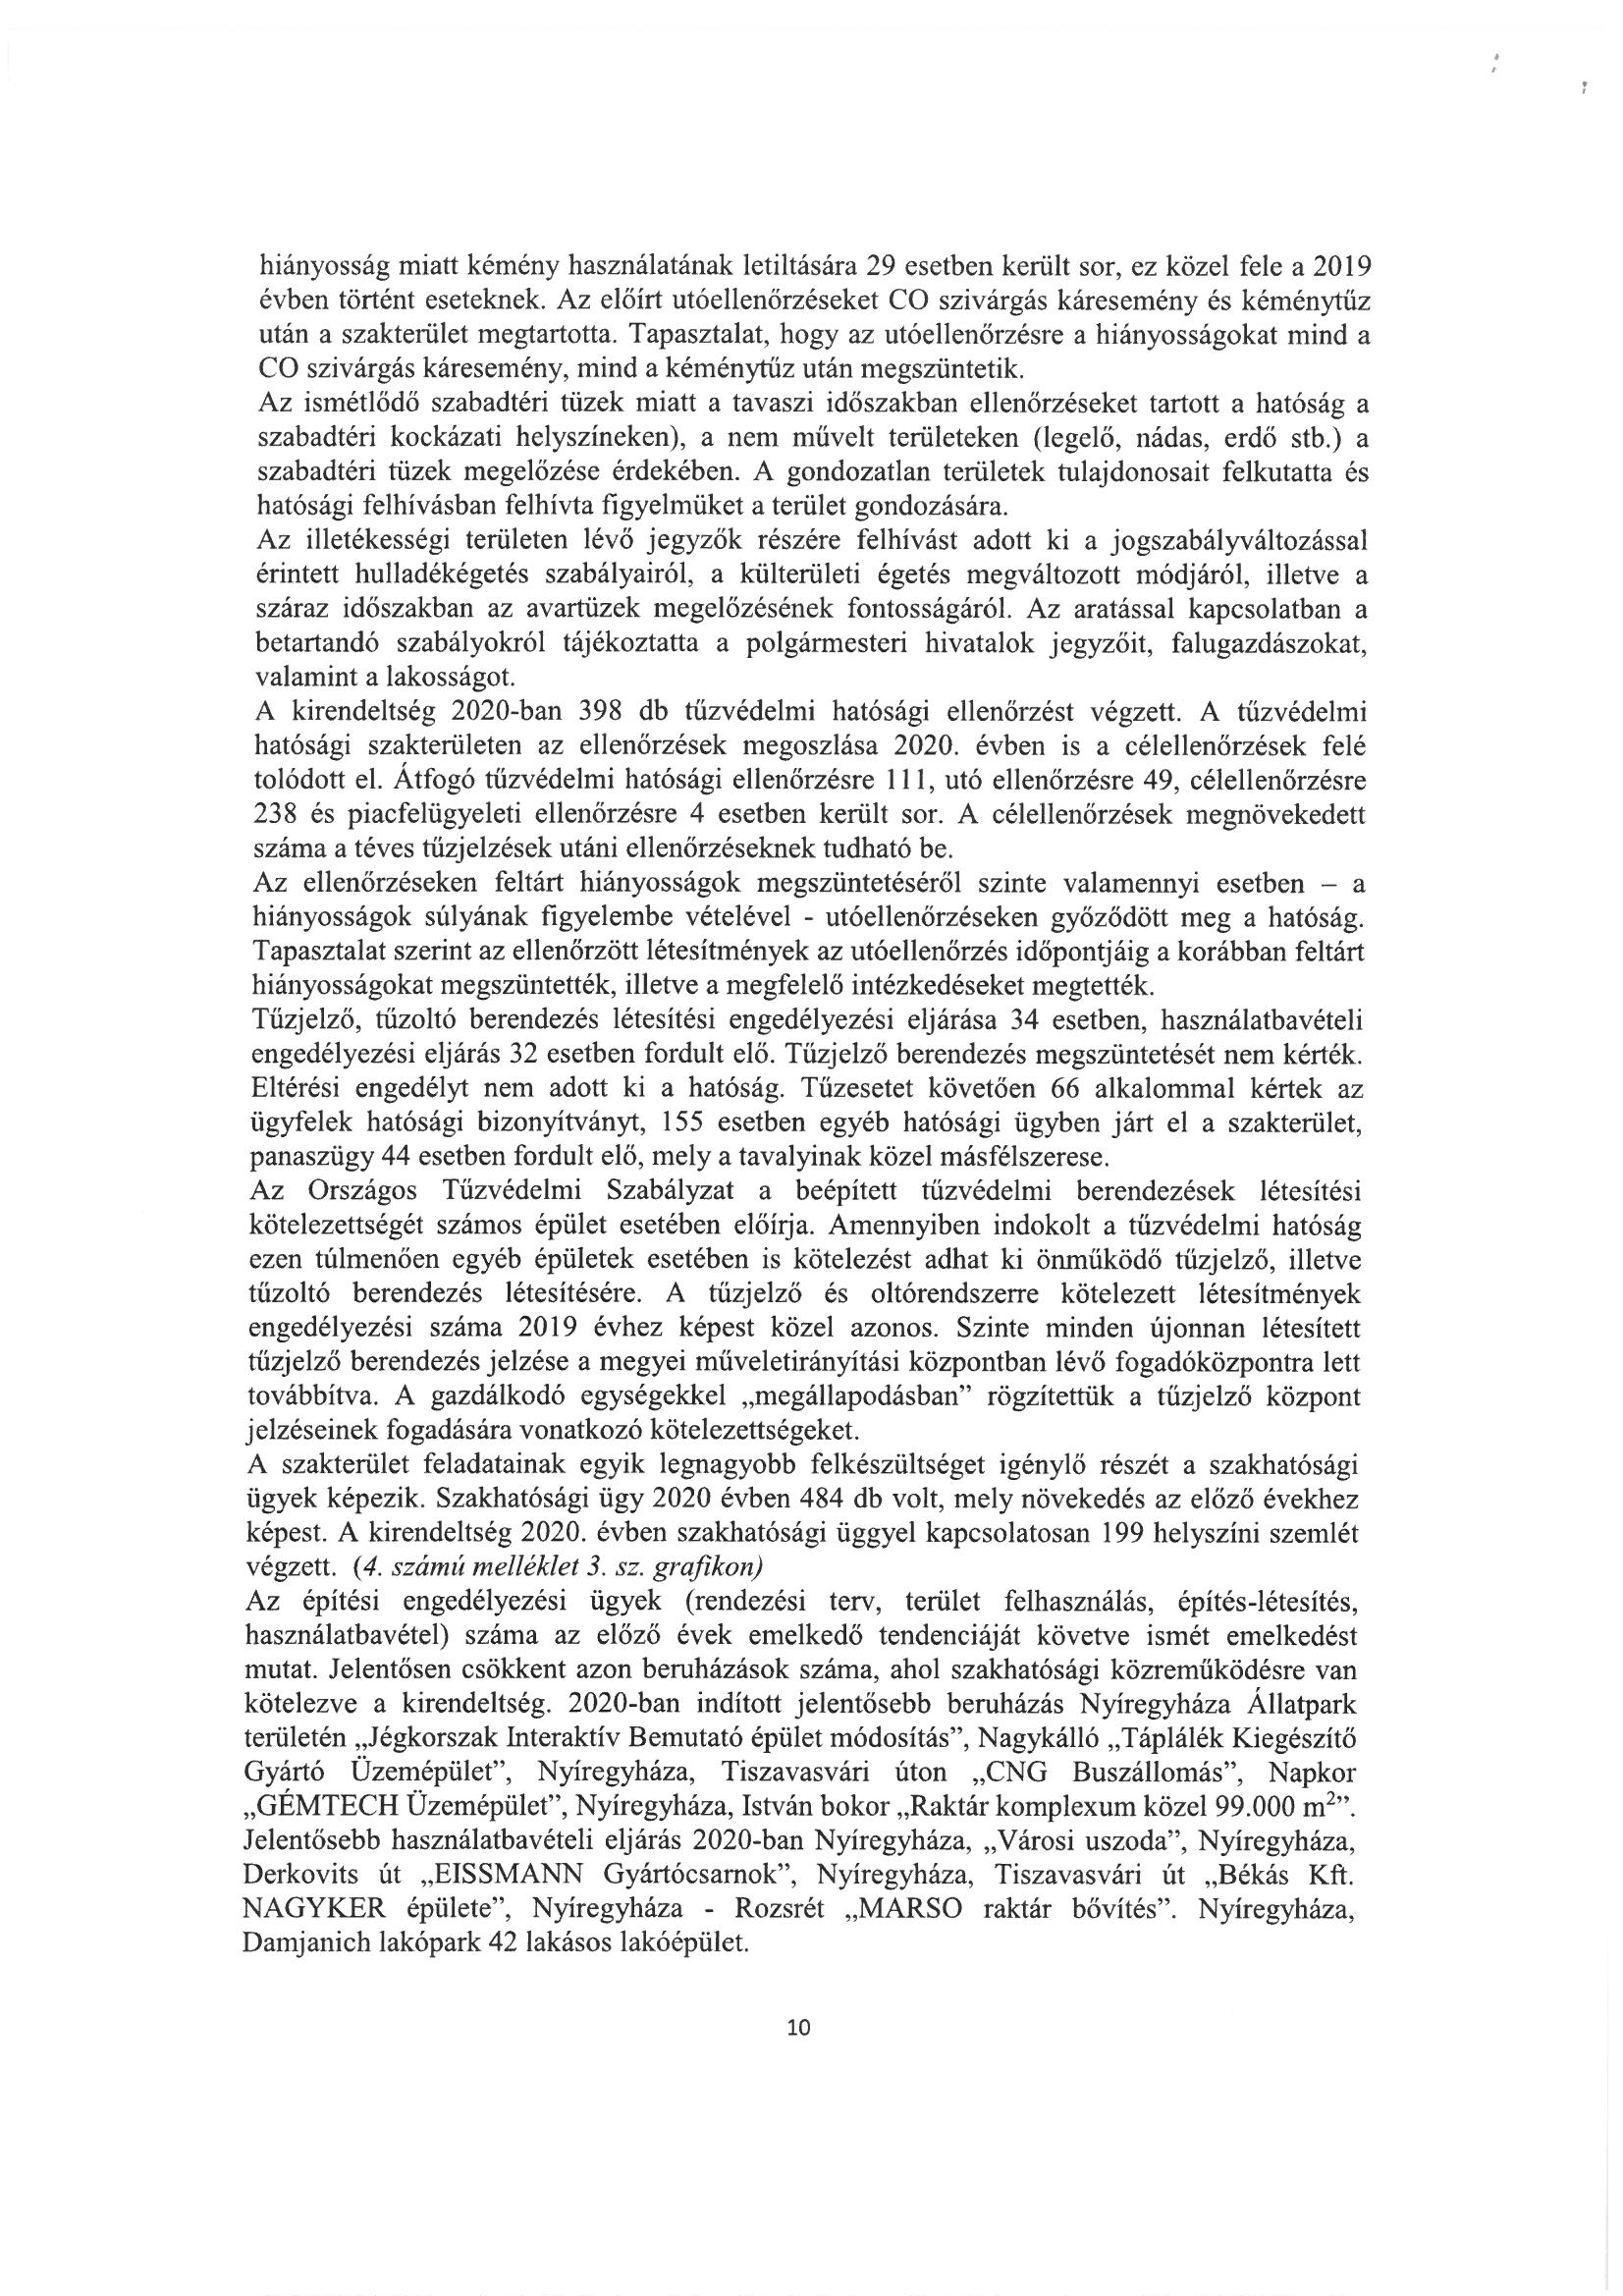 hiányosság miatt kémény használatának letiltására 29 esetben került sor, ez közel fele a 2019
évben történt eseteknek. Az előírt utóellenőrzéseket CO szivárgás káresemény és kéménytűz
után a szakterület megtartotta. Tapasztalat, hogy az utóellenőrzésre a hiányosságokat mind a
CO szivárgás káresemény, mind a kéménytűz után megszüntetik.
Az ismétlődő szabadtéri tüzek miatt a tavaszi időszakban ellenőrzéseket tartott a hatóság a
szabadtéri kockázati helyszíneken), a nem művelt területeken (legelő, nádas, erdő stb.) a
szabadtéri tüzek megelőzése érdekében. A gondozatlan területek tulajdonosait felkutatta és
hatósági felhívásban felhívta figyelmüket a terület gondozására.
Az illetékességi területen lévő jegyzők részére felhívást adott ki a jogszabályváltozással
érintett hulladékégetés szabályairól, a külterületi égetés megváltozott módjáról, illetve a
száraz időszakban az avartüzek megelőzésének fontosságáról. Az aratással kapcsolatban a
betartandó szabályokról tájékoztatta a polgármesteri hivatalok jegyzőit, falugazdászokat,
valamint a lakosságot.
A kirendeltség 2020-ban 398 db tűzvédelmi hatósági ellenőrzést végzett. A tűzvédelmi
hatósági szakterületen az ellenőrzések megoszlása 2020. évben is a célellenőrzések felé
tolódott el. Átfogó tűzvédelmi hatósági ellenőrzésre 111, utó ellenőrzésre 49, célellenőrzésre
238 és piacfelügyeleti ellenőrzésre 4 esetben került sor. A célellenőrzések megnövekedett
száma a téves tűzjelzések utáni ellenőrzéseknek tudható be.
Az ellenőrzéseken feltárt hiányosságok megszüntetéséről szinte valamennyi esetben – a
hiányosságok súlyának figyelembe vételével - utóellenőrzéseken győződött meg a hatóság.
Tapasztalat szerint az ellenőrzött létesítmények az utóellenőrzés időpontjáig a korábban feltárt
hiányosságokat megszüntették, illetve a megfelelő intézkedéseket megtették.
Tűzjelző, tűzoltó berendezés létesítési engedélyezési eljárása 34 esetben, használatbavételi
engedélyezési eljárás 32 esetben fordult elő. Tűzjelző berendezés megszüntetését nem kérték.
Eltérési engedélyt nem adott ki a hatóság. Tűzesetet követően 66 alkalommal kértek az
ügyfelek hatósági bizonyítványt, 155 esetben egyéb hatósági ügyben járt el a szakterület,
panaszügy 44 esetben fordult elő, mely a tavalyinak közel másfélszerese.
Az Országos Tűzvédelmi Szabályzat a beépített tűzvédelmi berendezések létesítési
kötelezettségét számos épület esetében előírja. Amennyiben indokolt a tűzvédelmi hatóság
ezen túlmenően egyéb épületek esetében is kötelezést adhat ki önműködő tűzjelző, illetve
tűzoltó berendezés létesítésére. A tűzjelző és oltórendszerre kötelezett létesítmények
engedélyezési száma 2019 évhez képest közel azonos. Szinte minden újonnan létesített
tűzjelző berendezés jelzése a megyei műveletirányítási központban lévő fogadóközpontra lett
továbbítva. A gazdálkodó egységekkel „megállapodásban” rögzítettük a tűzjelző központ
jelzéseinek fogadására vonatkozó kötelezettségeket.
A szakterület feladatainak egyik legnagyobb felkészültséget igénylő részét a szakhatósági
ügyek képezik. Szakhatósági ügy 2020 évben 484 db volt, mely növekedés az előző évekhez
képest. A kirendeltség 2020. évben szakhatósági üggyel kapcsolatosan 199 helyszíni szemlét
végzett. (4. számú melléklet 3. sz. grafikon)
Az építési engedélyezési ügyek (rendezési terv, terület felhasználás, építés-létesítés,
használatbavétel) száma az előző évek emelkedő tendenciáját követve ismét emelkedést
mutat. Jelentősen csökkent azon beruházások száma, ahol szakhatósági közreműködésre van
kötelezve a kirendeltség. 2020-ban indított jelentősebb beruházás Nyíregyháza Állatpark
területén „Jégkorszak Interaktív Bemutató épület módosítás”, Nagykálló „Táplálék Kiegészítő
Gyártó Üzemépület”, Nyíregyháza, Tiszavasvári úton „CNG Buszállomás”, Napkor
„GÉMTECH Üzemépület”, Nyíregyháza, István bokor „Raktár komplexum közel 99.000 m²”.
Jelentősebb használatbavételi eljárás 2020-ban Nyíregyháza, „Városi uszoda”, Nyíregyháza,
Derkovits út „EISSMANN Gyártócsarnok”, Nyíregyháza, Tiszavasvári út „Békás Kft.
NAGYKER épülete”, Nyíregyháza - Rozsrét „MARSO raktár bővítés”. Nyíregyháza,
Damjanich lakópark 42 lakásos lakóépület.
10